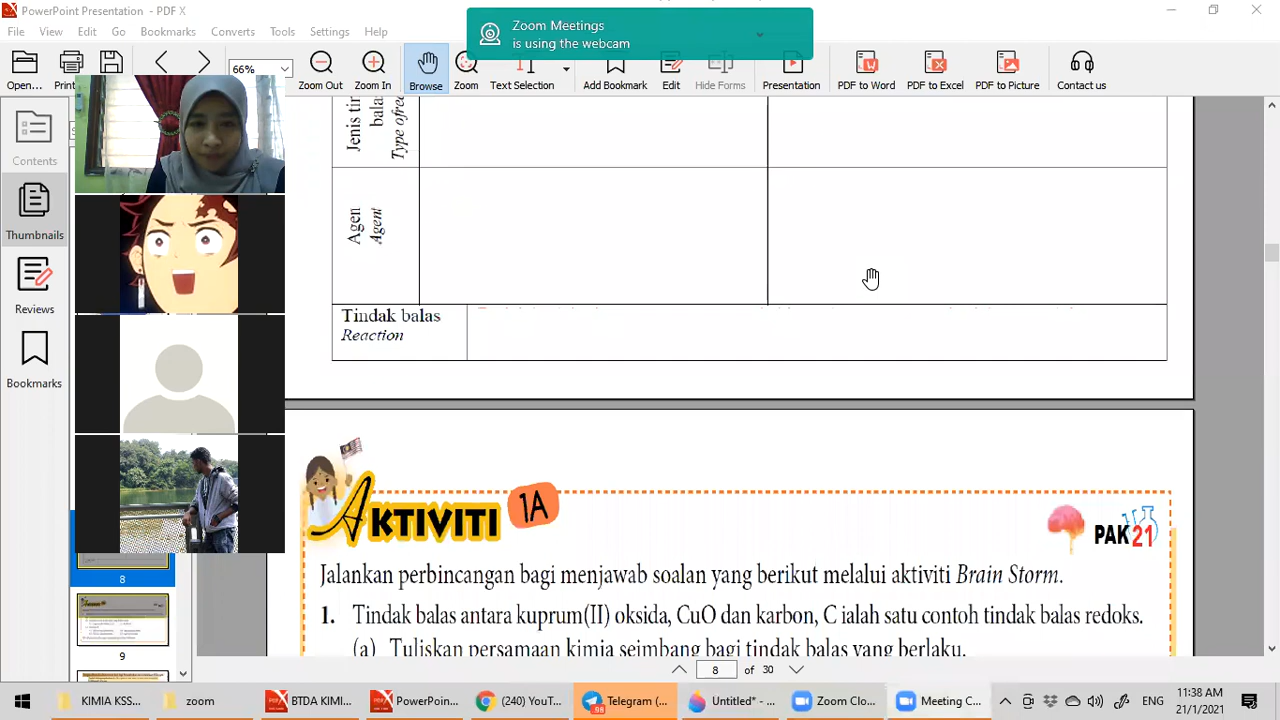 PowerPoint Presentation - PDF X
Zoom Meetings
is using the webcam
File View Edit Go Bookmarks Converts Tools Settings Help
66%
Open... Print Zoom Out Zoom In Browse Zoom Text Selection Add Bookmark Edit Hide Forms Presentation PDF to Word PDF to Excel PDF to Picture Contact us
Contents
Thumbnails
Reviews
Bookmarks
8
9
Agen
Agent
Tindak balas
Reaction
AKTIVITI 1A
PAK 21
Jalankan perbincangan bagi menjawab soalan yang berikut melalui aktiviti Brain Storm.
1. Tindak balas antara kuprum(II) oksida, CuO dan karbon, C ialah satu contoh tindak balas redoks.
(a) Tuliskan persamaan kimia seimbang bagi tindak balas yang berlaku.
8 of 30
KIMIA KSS... zoom BTDA KIMI... PowerPoin... (240) YouT... Telegram (... Untitled* - ... Zoom Clo... Meeting C... ENG
11:38 AM
21/1/2021